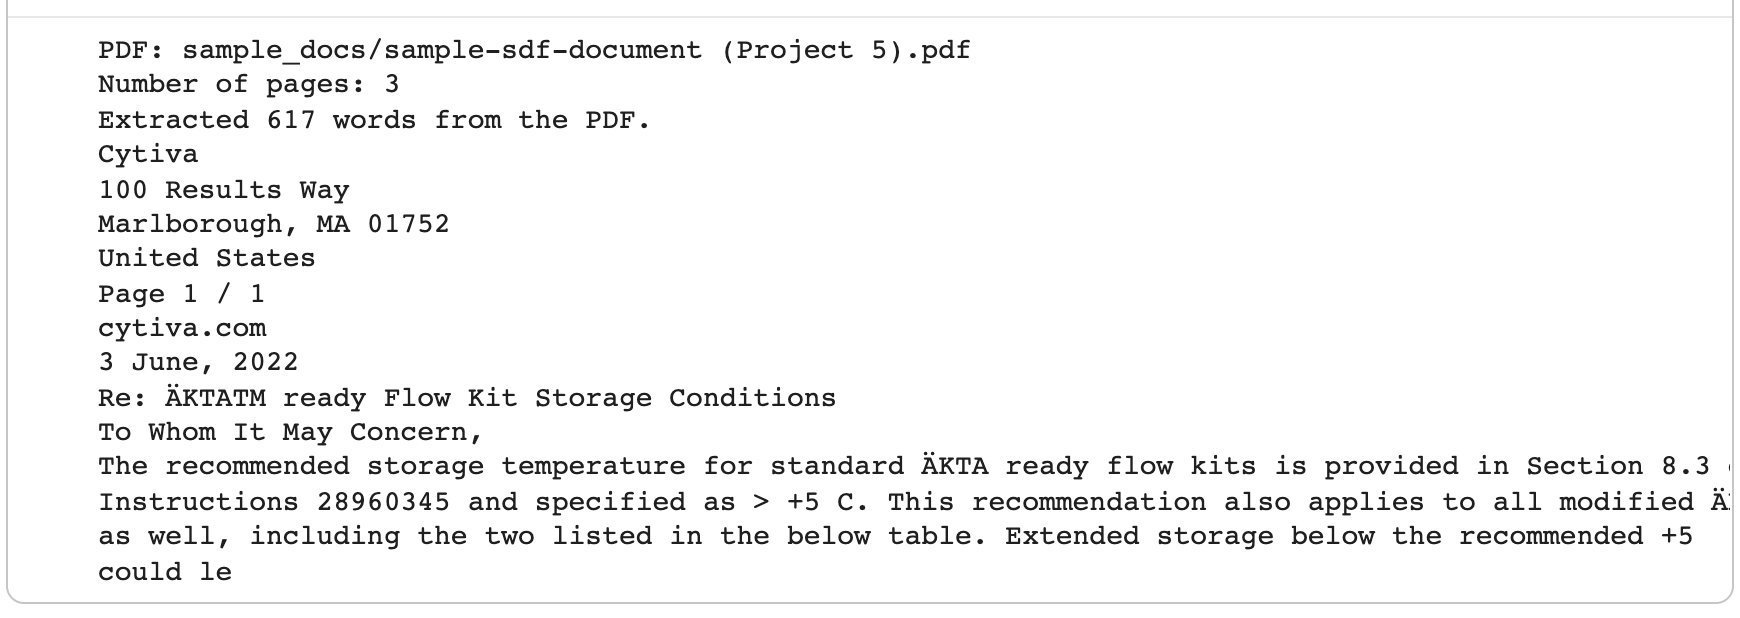 PDF: sample_docs/sample-sdf-document (Project 5).pdf
Number of pages: 3
Extracted 617 words from the PDF.
Cytiva
100 Results Way
Marlborough, MA 01752
United States
Page 1 / 1
cytiva.com
3 June, 2022
Re: ÄKTATM ready Flow Kit Storage Conditions
To Whom It May Concern,
The recommended storage temperature for standard ÄKTA ready flow kits is provided in Section 8.3
Instructions 28960345 and specified as > +5 C. This recommendation also applies to all modified
as well, including the two listed in the below table. Extended storage below the recommended +5
could le